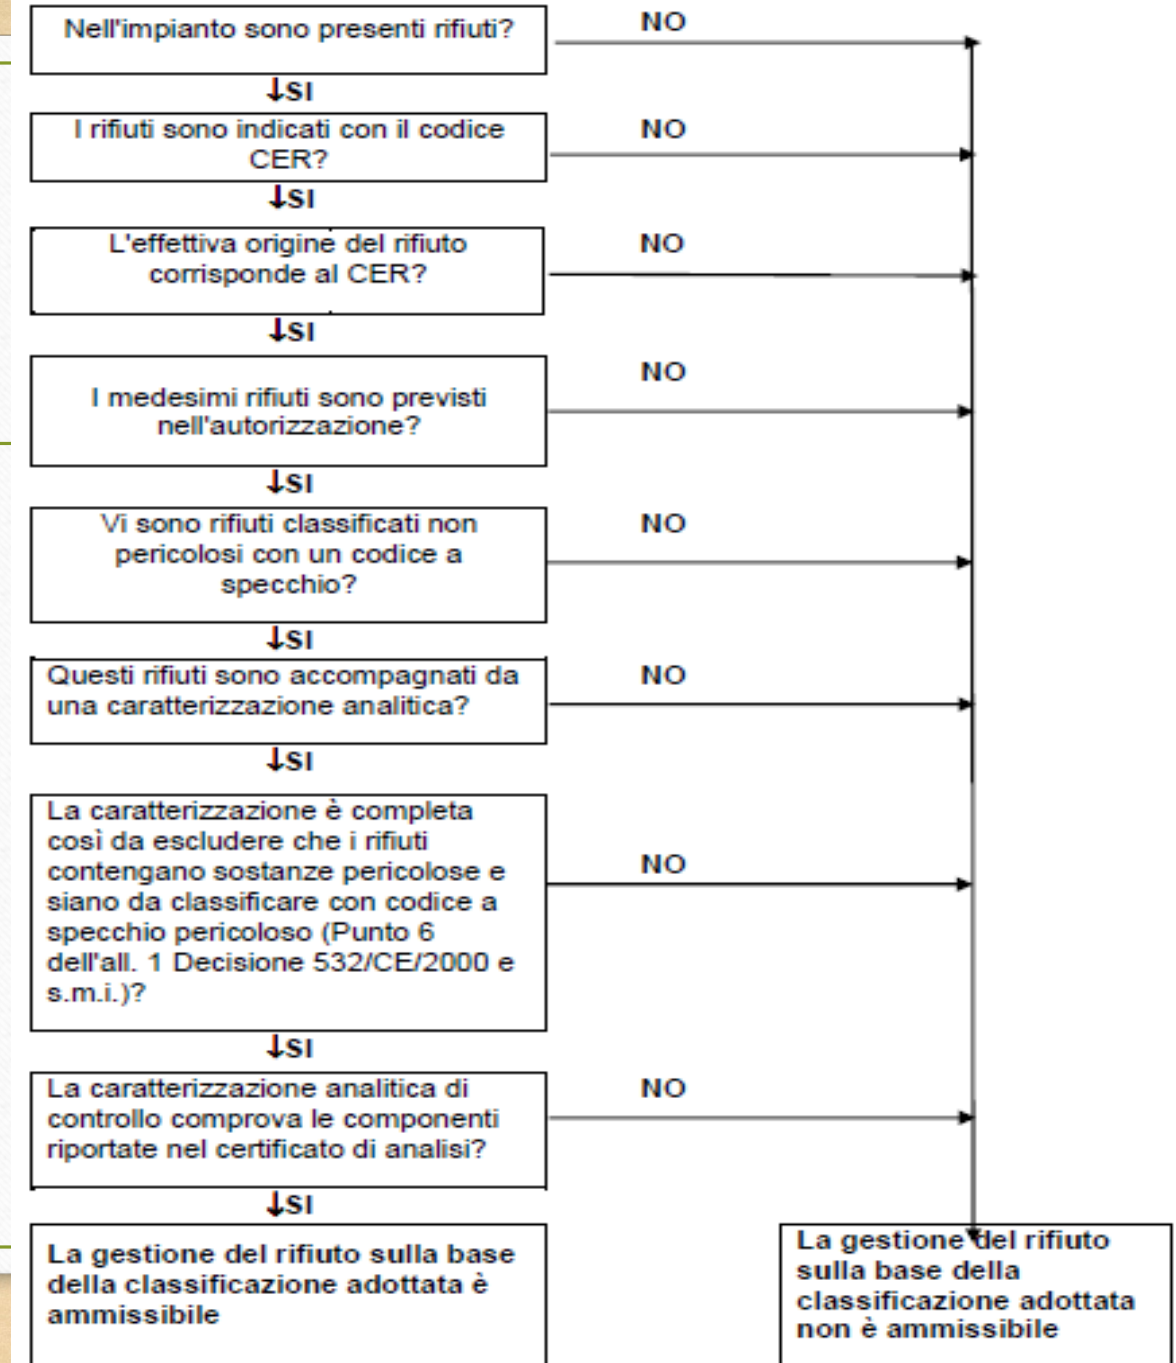 Nell'impianto sono presenti rifiuti?
NO
↓SI
I rifiuti sono indicati con il codice
CER?
NO
↓SI
L'effettiva origine del rifiuto
corrisponde al CER?
NO
↓SI
I medesimi rifiuti sono previsti
nell'autorizzazione?
NO
↓SI
Vi sono rifiuti classificati non
pericolosi con un codice a
specchio?
NO
↓SI
Questi rifiuti sono accompagnati da
una caratterizzazione analitica?
NO
↓SI
La caratterizzazione è completa
così da escludere che i rifiuti
contengano sostanze pericolose e
siano da classificare con codice a
specchio pericoloso (Punto 6
dell'all. 1 Decisione 532/CE/2000 e
s.m.i.)?
NO
↓SI
La caratterizzazione analitica di
controllo comprova le componenti
riportate nel certificato di analisi?
NO
↓SI
La gestione del rifiuto sulla base
della classificazione adottata è
ammissibile
La gestione del rifiuto
sulla base della
classificazione adottata
non è ammissibile